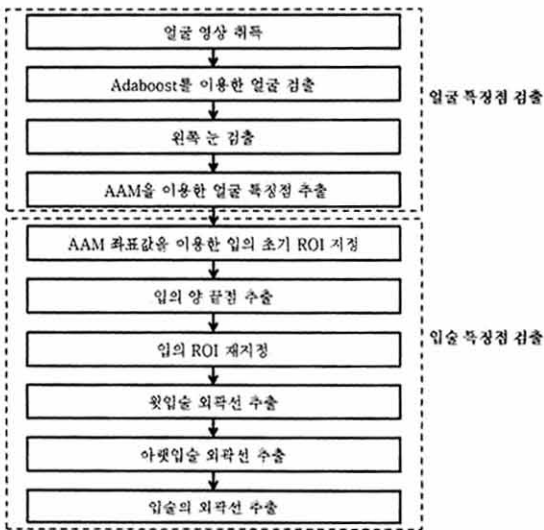 얼굴 영상 취득
Adaboost를 이용한 얼굴 검출
왼쪽 눈 검출
AAM을 이용한 얼굴 특징점 추출
얼굴 특징점 검출
AAM 좌표값을 이용한 입의 초기 ROI 지정
입의 양 끝점 추출
입의 ROI 재지정
윗입술 외곽선 추출
아랫입술 외곽선 추출
입술의 외곽선 추출
입술 특징점 검출